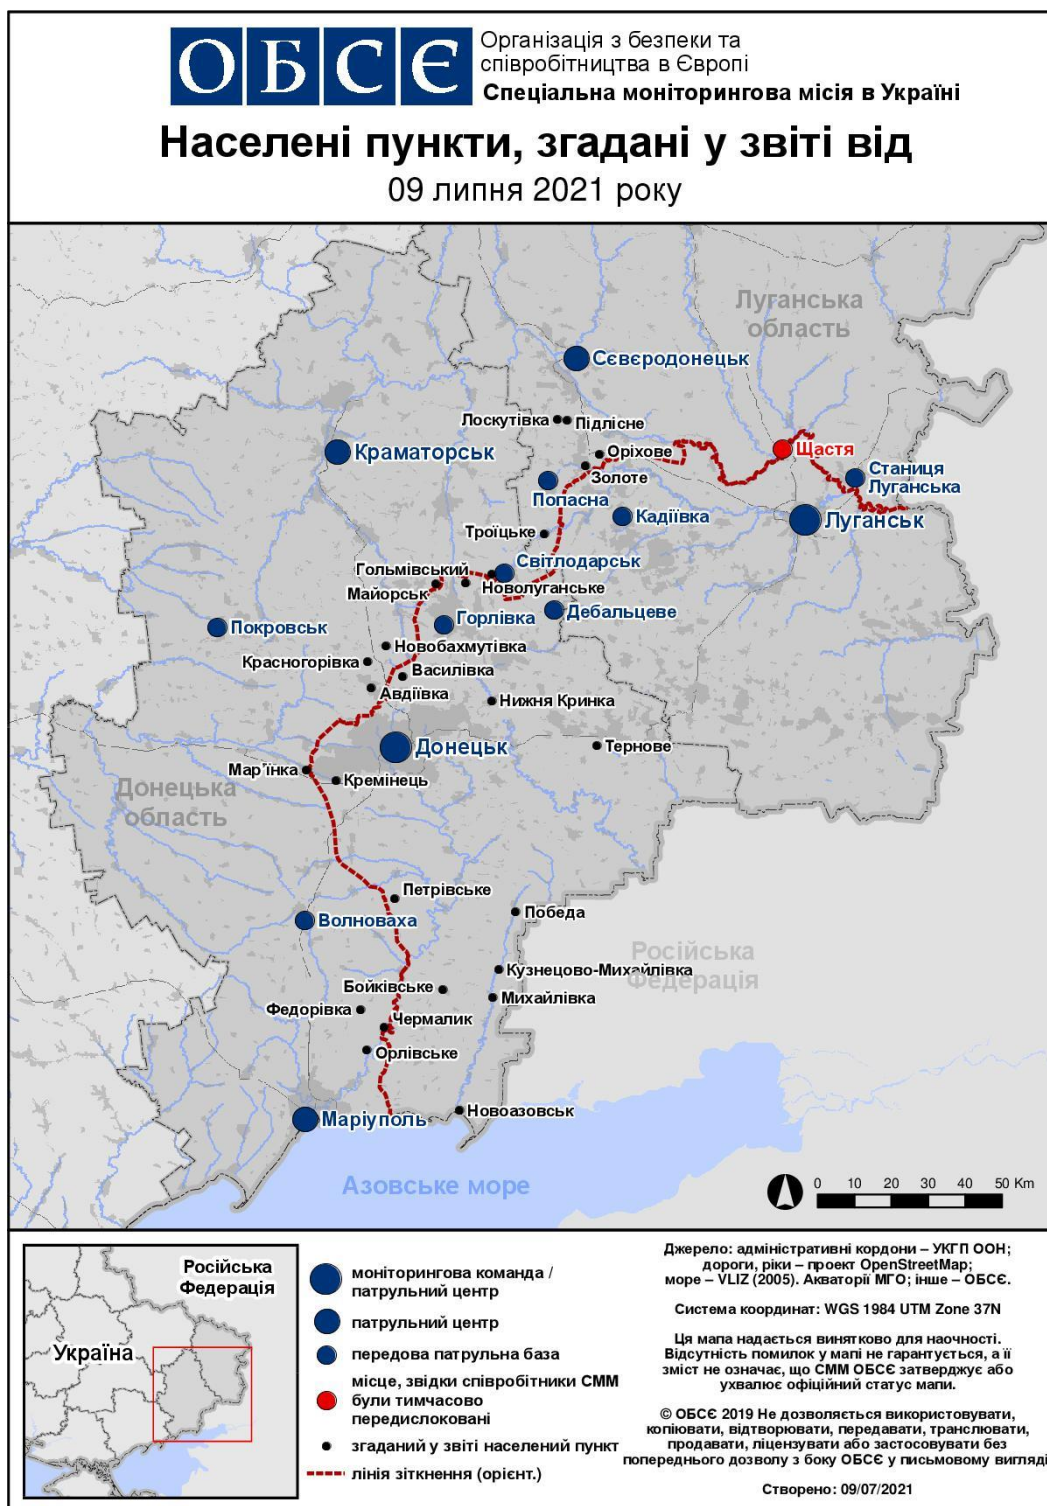 ОБСЄ
Організація з безпеки та
співробітництва в Європі
Спеціальна моніторингова місія в Україні
Населені пункти, згадані у звіті від
09 липня 2021 року
Луганська
область
Сєвєродонецьк
Лоскутівка
Підлісне
Щастя
Краматорськ
Оріхове
Золоте
Станиця
Луганська
Попасна
Кадіївка
Луганськ
Троїцьке
Світлодарськ
Гольмівський
Майорськ
Новолуганське
Дебальцеве
Горлівка
Покровськ
Новобахмутівка
Красногорівка
Василівка
Авдіївка
Нижня Кринка
Донецьк
Тернове
Мар'їнка
Кремінець
Донецька
область
Петрівське
Победа
Волноваха
Російська
Федерація
Кузнецово-Михайлівка
Бойківське
Михайлівка
Федорівка
Чермалик
Орлівське
Новоазовськ
Маріуполь
Азовське море
0 10 20 30 40 50 Km
Російська
Федерація
Україна
моніторингова команда /
патрульний центр
патрульний центр
передова патрульна база
місце, звідки співробітники СММ
були тимчасово
передислоковані
згаданий у звіті населений пункт
лінія зіткнення (орієнт.)
Джерело: адміністративні кордони – УКГП ООН;
дороги, ріки – проект OpenStreetMap;
море – VLIZ (2005). Акваторії МГО; інше – ОБСЄ.
Система координат: WGS 1984 UTM Zone 37N
Ця мапа надається винятково для наочності.
Відсутність помилок у мапі не гарантується, а її
зміст не означає, що СММ ОБСЄ затверджує або
ухвалює офіційний статус мапи.
© ОБСЄ 2019 Не дозволяється використовувати,
копіювати, відтворювати, передавати, транслювати,
продавати, ліцензувати або застосовувати без
попереднього дозволу з боку ОБСЄ у письмовому вигляді
Створено: 09/07/2021